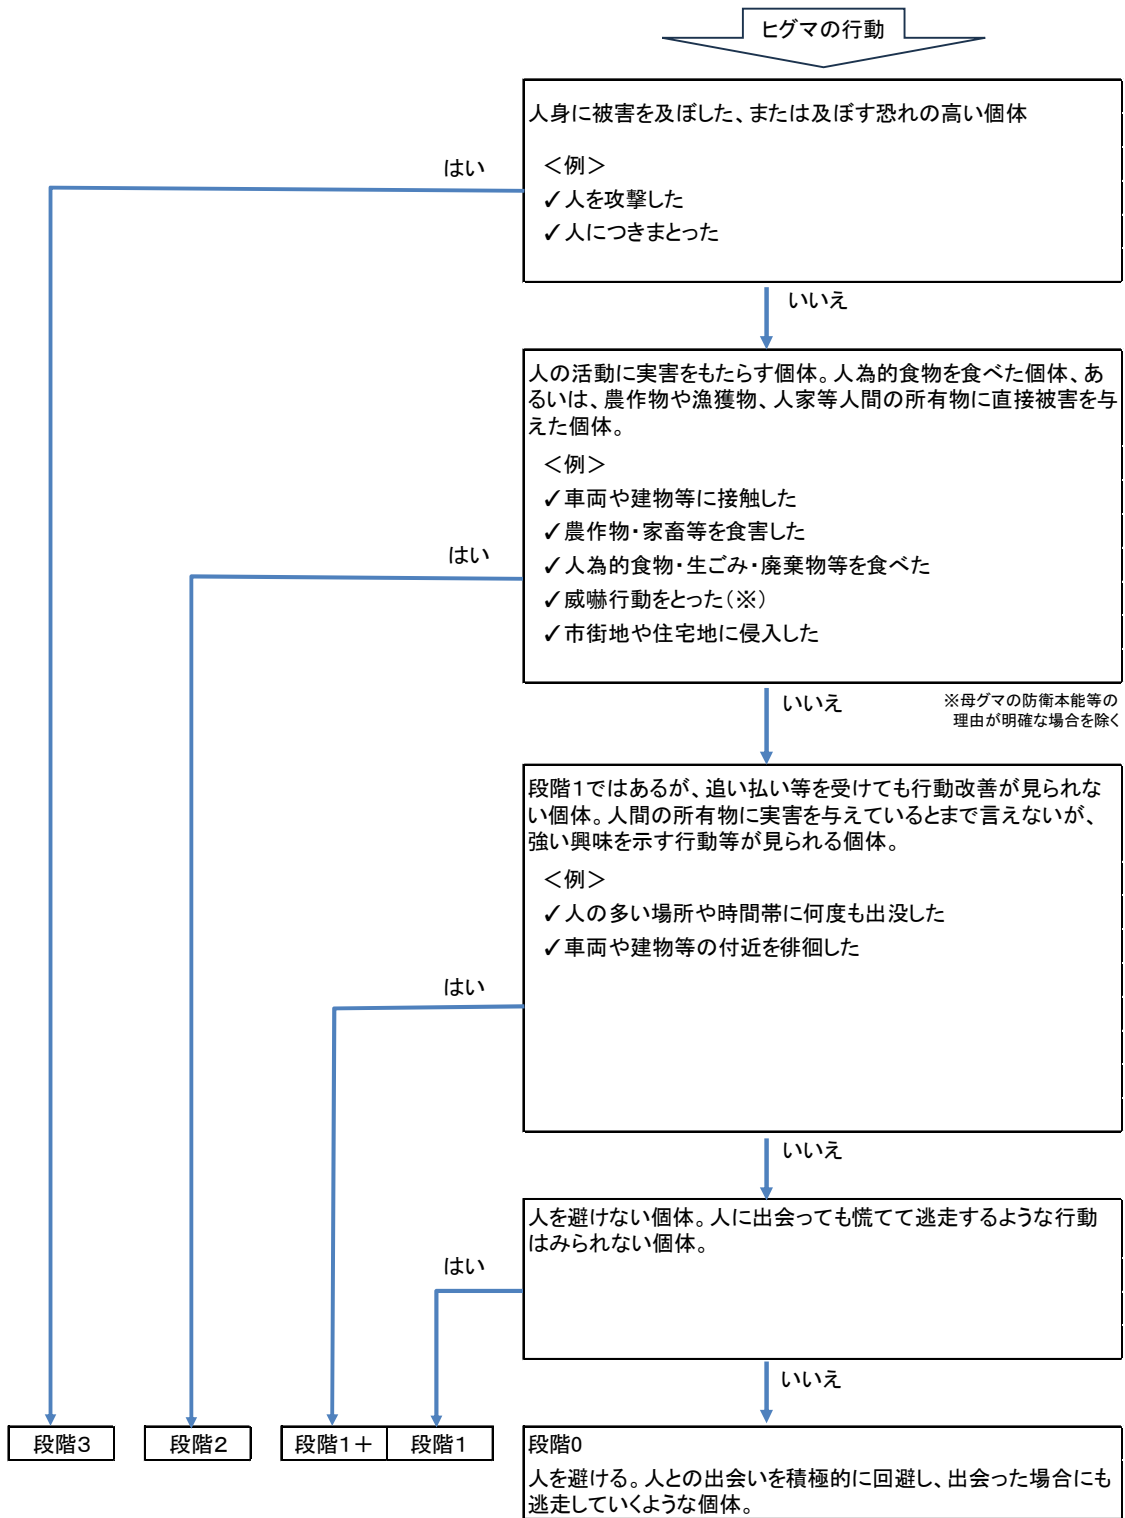 ヒグマの行動
人身に被害を及ぼした、または及ぼす恐れの高い個体
＜例＞
✓人を攻撃した
✓人につきまとった
はい
いいえ
人の活動に実害をもたらす個体。人為的食物を食べた個体、あ
るいは、農作物や漁獲物、人家等人間の所有物に直接被害を与
えた個体。
＜例＞
✓車両や建物等に接触した
✓農作物・家畜等を食害した
✓人為的食物・生ごみ・廃棄物等を食べた
✓威嚇行動をとった（※）
✓市街地や住宅地に侵入した
はい
いいえ
※母グマの防衛本能等の
理由が明確な場合を除く
段階１ではあるが、追い払い等を受けても行動改善が見られな
い個体。人間の所有物に実害を与えているとまで言えないが、
強い興味を示す行動等が見られる個体。
＜例＞
✓人の多い場所や時間帯に何度も出没した
✓車両や建物等の付近を徘徊した
はい
いいえ
人を避けない個体。人に出会っても慌てて逃走するような行動
はみられない個体。
はい
いいえ
段階３
段階２
段階１＋
段階１
段階0
人を避ける。人との出会いを積極的に回避し、出会った場合にも
逃走していくような個体。